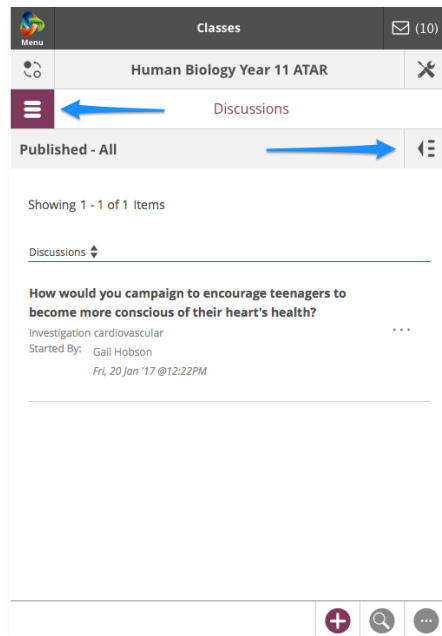 Classes
(10)
Menu
Human Biology Year 11 ATAR
Discussions
Published - All
Showing 1 - 1 of 1 Items
Discussions
How would you campaign to encourage teenagers to
become more conscious of their heart's health?
Investigation cardiovascular
Started By: Gail Hobson
Fri, 20 Jan '17 @12:22PM